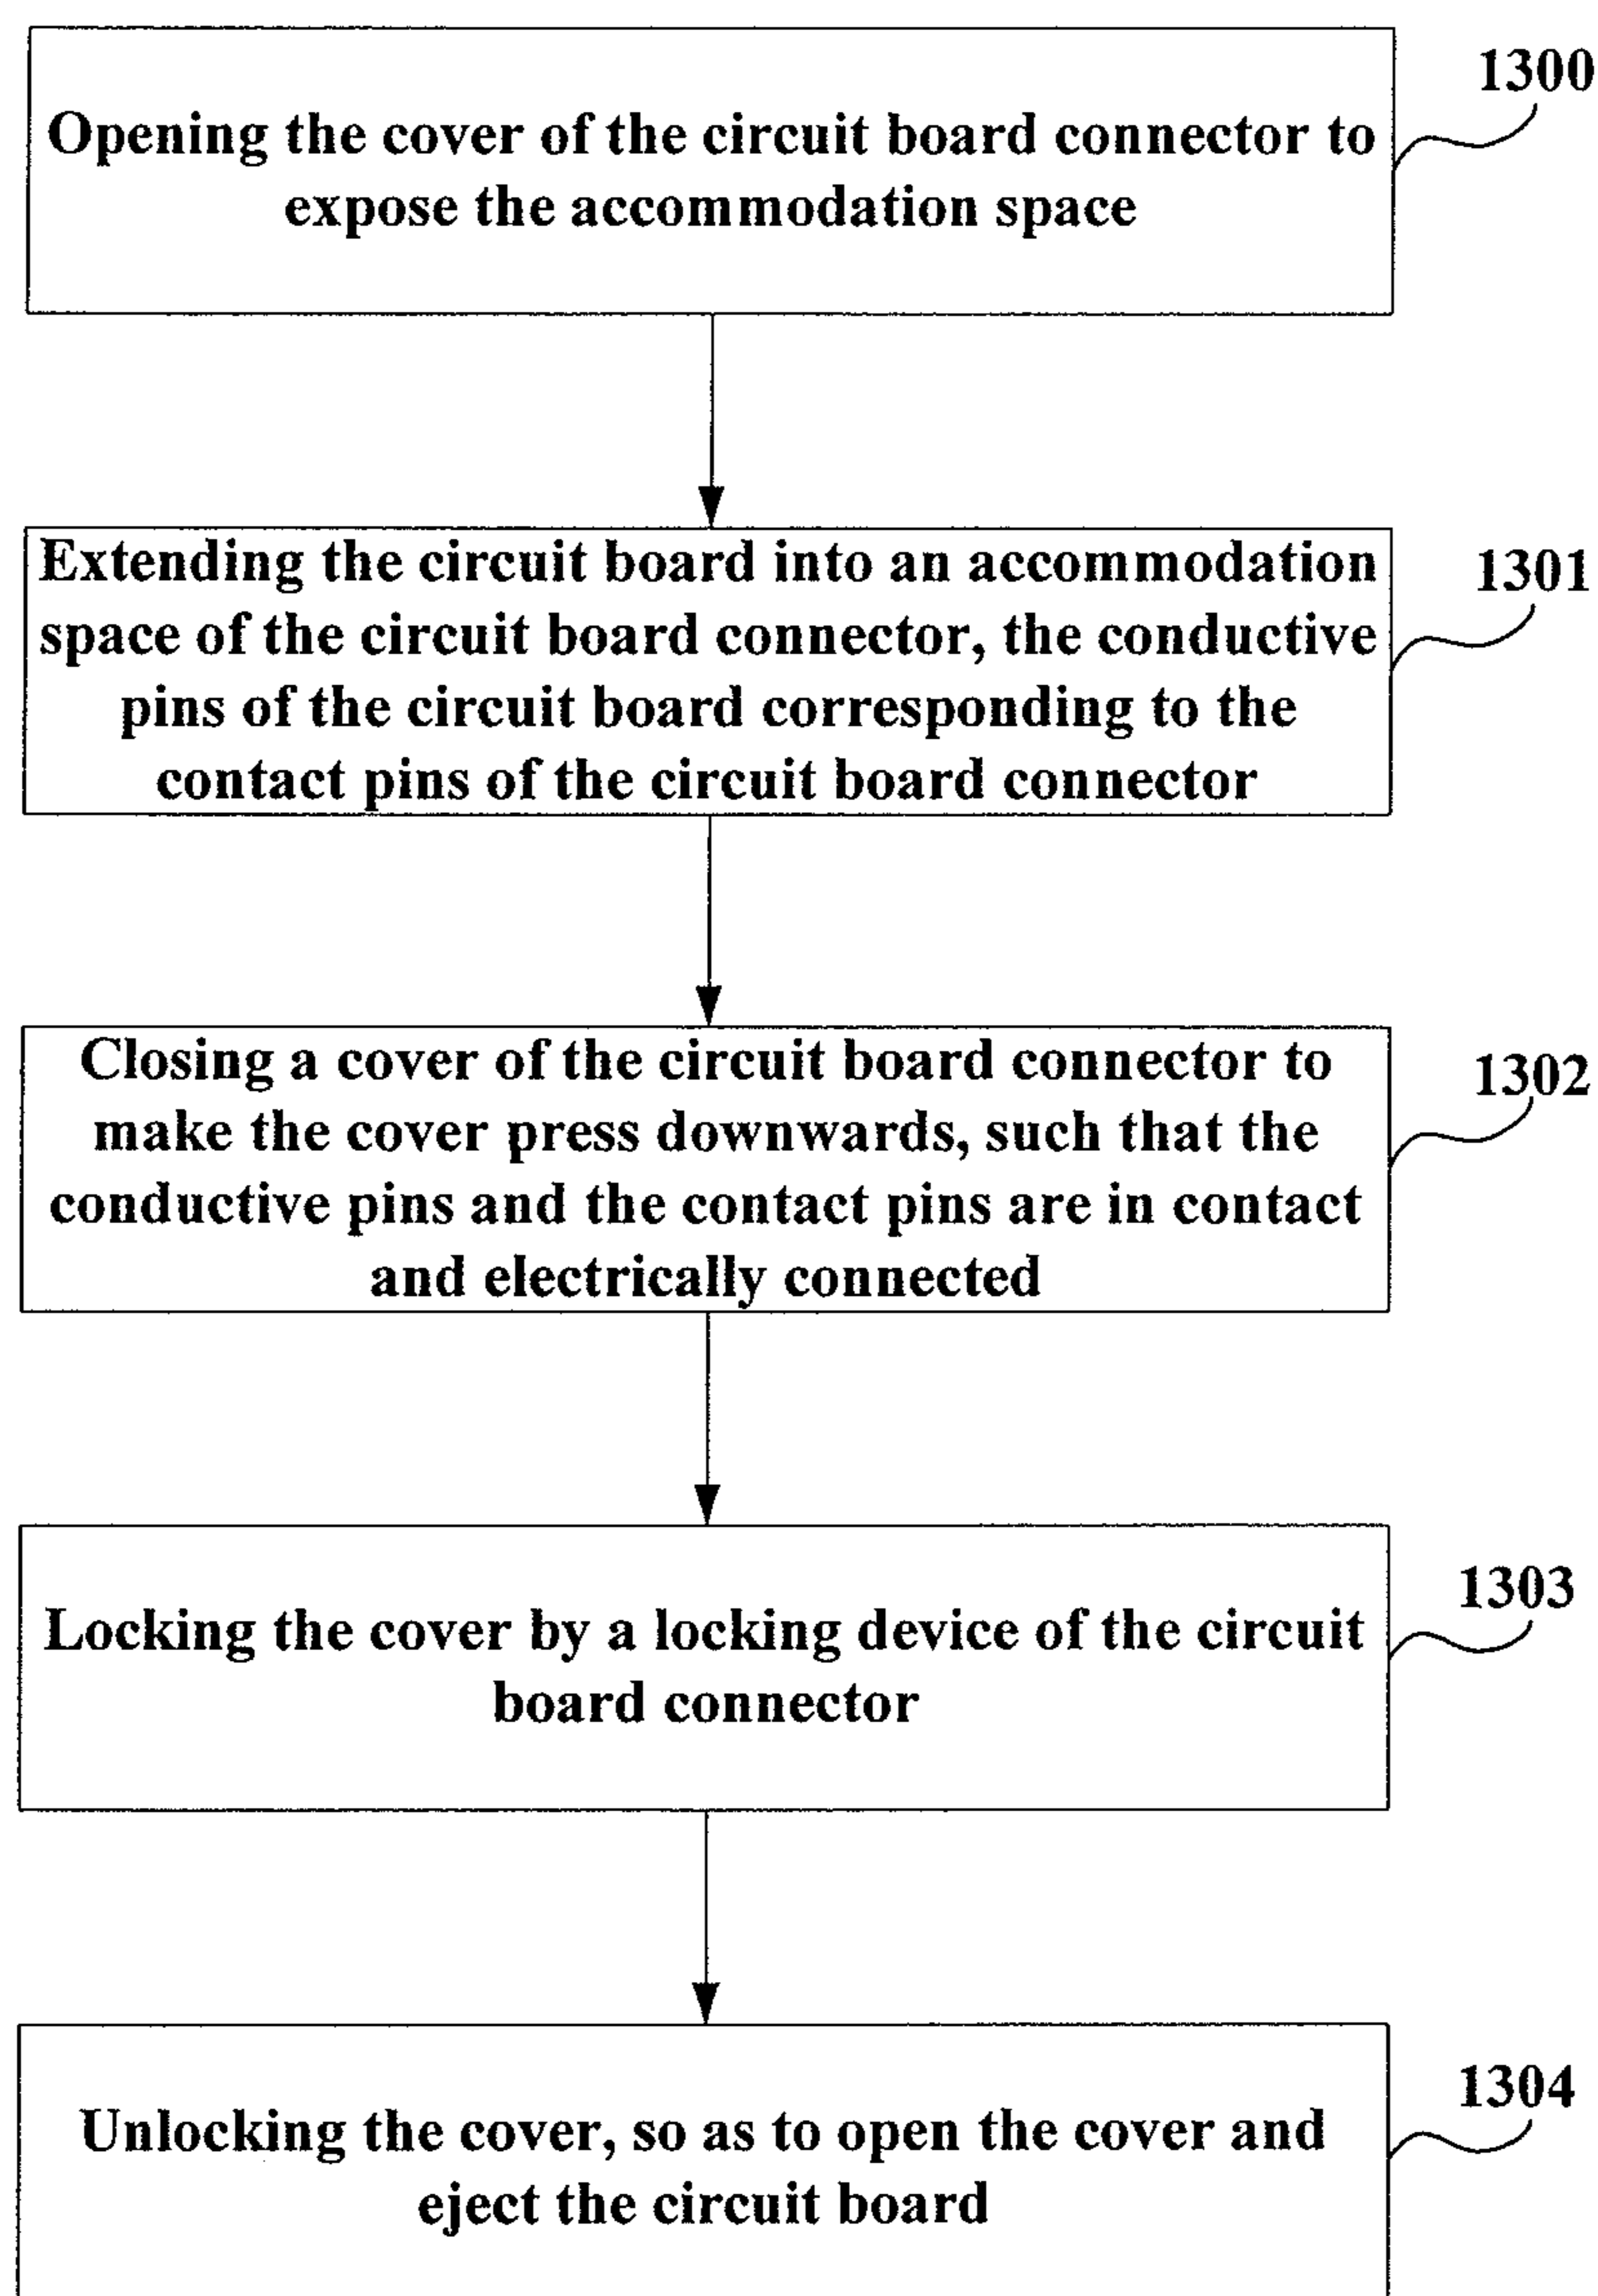 1300
Opening the cover of the circuit board connector to
expose the accommodation space
1301
Extending the circuit board into an accommodation
space of the circuit board connector, the conductive
pins of the circuit board corresponding to the
contact pins of the circuit board connector
1302
Closing a cover of the circuit board connector to
make the cover press downwards, such that the
conductive pins and the contact pins are in contact
and electrically connected
1303
Locking the cover by a locking device of the circuit
board connector
1304
Unlocking the cover, so as to open the cover and
eject the circuit board